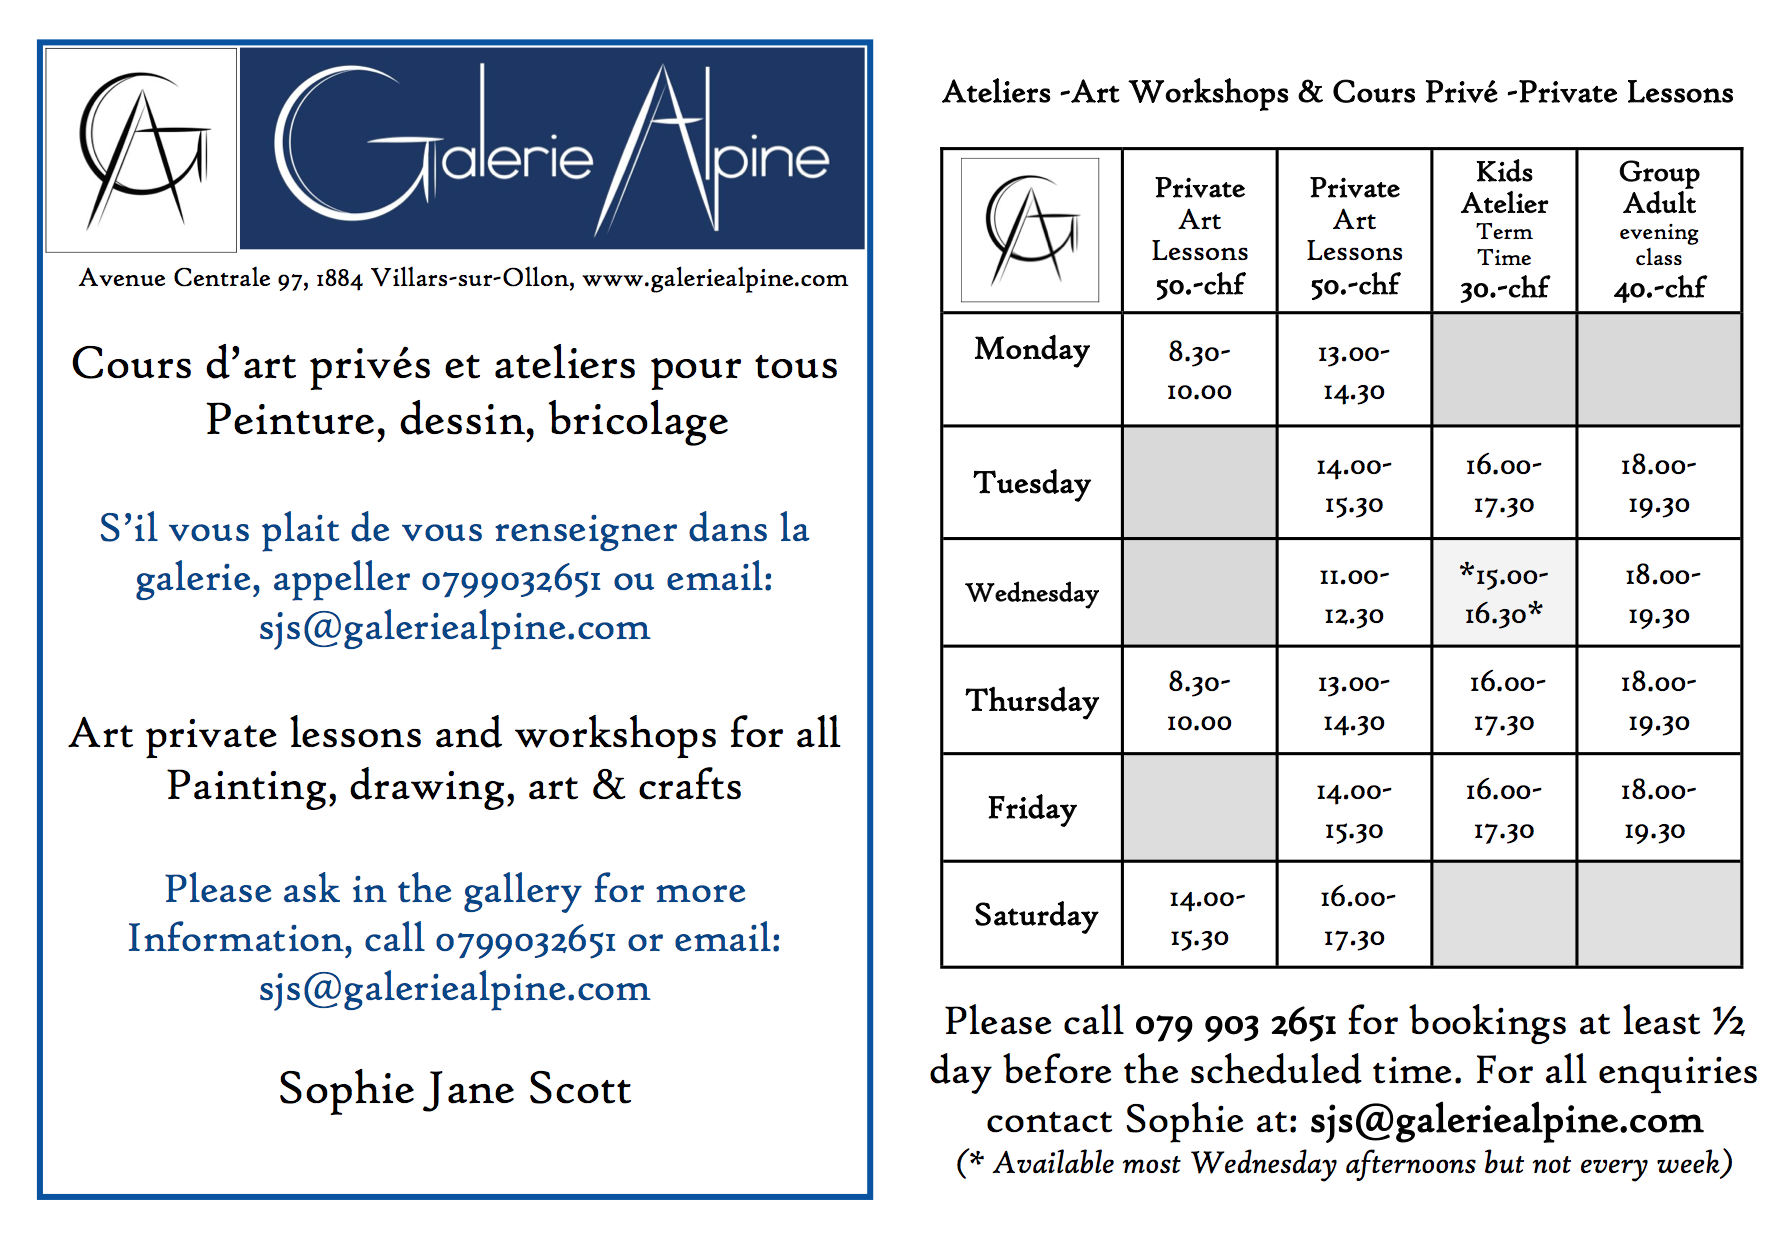 Galerie Alpine
Avenue Centrale 97, 1884 Villars-sur-Ollon, www.galeriealpine.com
Cours d’art privés et ateliers pour tous
Peinture, dessin, bricolage
S’il vous plait de vous renseigner dans la
galerie, appeller 0799032651 ou email:
sjs@galeriealpine.com
Art private lessons and workshops for all
Painting, drawing, art & crafts
Please ask in the gallery for more
Information, call 0799032651 or email:
sjs@galeriealpine.com
Sophie Jane Scott
Ateliers -Art Workshops & Cours Privé -Private Lessons
Private
Art
Lessons
50.-chf
Private
Art
Lessons
50.-chf
Kids
Atelier
Term
Time
30.-chf
Group
Adult
evening
class
40.-chf
Monday
8.30-
10.00
13.00-
14.30
Tuesday
14.00-
15.30
16.00-
17.30
18.00-
19.30
Wednesday
11.00-
12.30
*15.00-
16.30*
18.00-
19.30
Thursday
8.30-
10.00
13.00-
14.30
16.00-
17.30
18.00-
19.30
Friday
14.00-
15.30
16.00-
17.30
18.00-
19.30
Saturday
14.00-
15.30
16.00-
17.30
Please call 079 903 2651 for bookings at least ½
day before the scheduled time. For all enquiries
contact Sophie at: sjs@galeriealpine.com
(* Available most Wednesday afternoons but not every week)